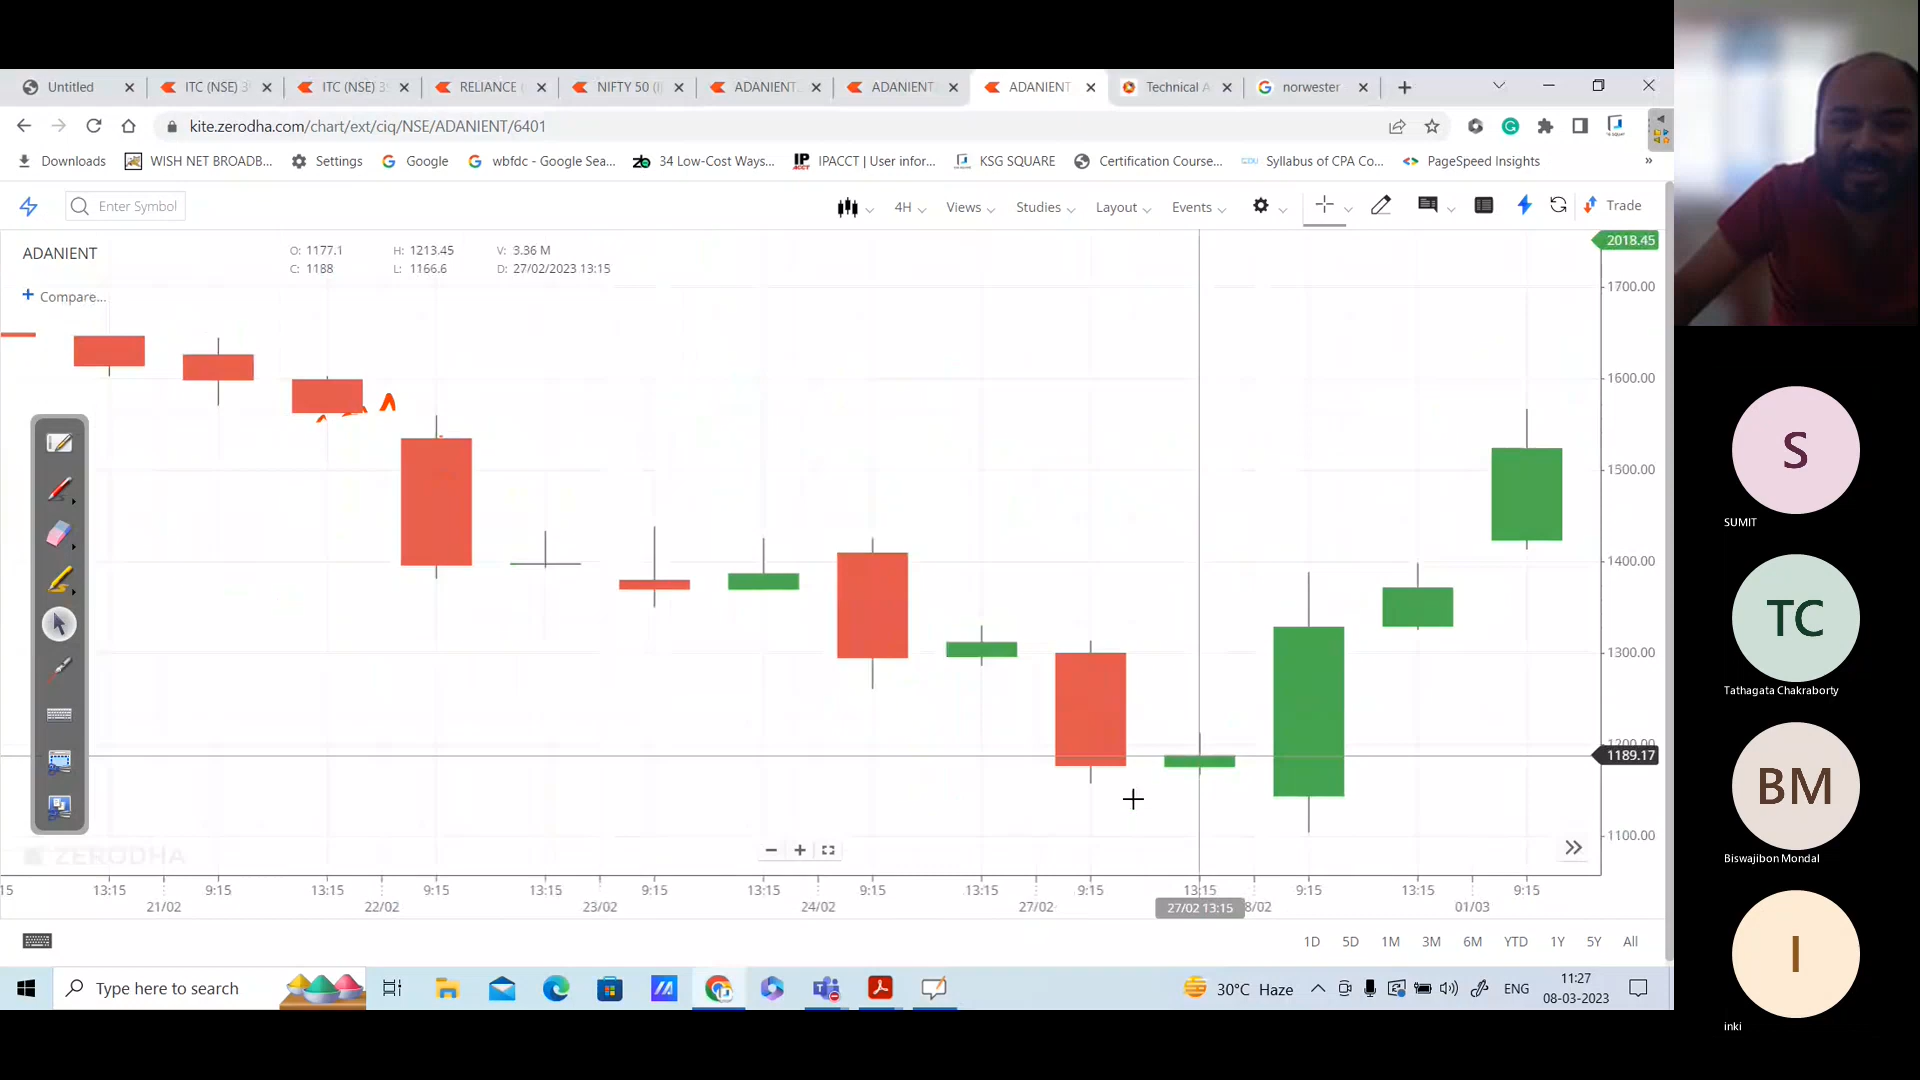 Untitled
ITC (NSE) 3
ITC (NSE) 3
RELIANCE
NIFTY 50 (I
ADANIENT
ADANIENT
ADANIENT
Technical A
norwester
kite.zerodha.com/chart/ext/ciq/NSE/ADANIENT/6401
Downloads
WISH NET BROADB...
Settings
Google
wbfdc - Google Sea...
34 Low-Cost Ways...
IPACCT | User infor...
KSG SQUARE
Certification Course...
Syllabus of CPA Co...
PageSpeed Insights
»
Enter Symbol
4H
Views
Studies
Layout
Events
Trade
ADANIENT
O: 1177.1 H: 1213.45 V: 3.36 M
C: 1188 L: 1166.6 D: 27/02/2023 13:15
+ Compare...
2018.45
1700.00
1600.00
1500.00
1400.00
1300.00
1200.00
1189.17
1100.00
ZERODHA
15 13:15 9:15 13:15 9:15 13:15 9:15 13:15 9:15 13:15 9:15 13:15 9:15 13:15 9:15
21/02 22/02 23/02 24/02 27/02 27/02 13:15 8/02 01/03
1D 5D 1M 3M 6M YTD 1Y 5Y All
Type here to search
30°C Haze
ENG
11:27
08-03-2023
S
SUMIT
TC
Tathagata Chakraborty
BM
Biswajibon Mondal
I
inki